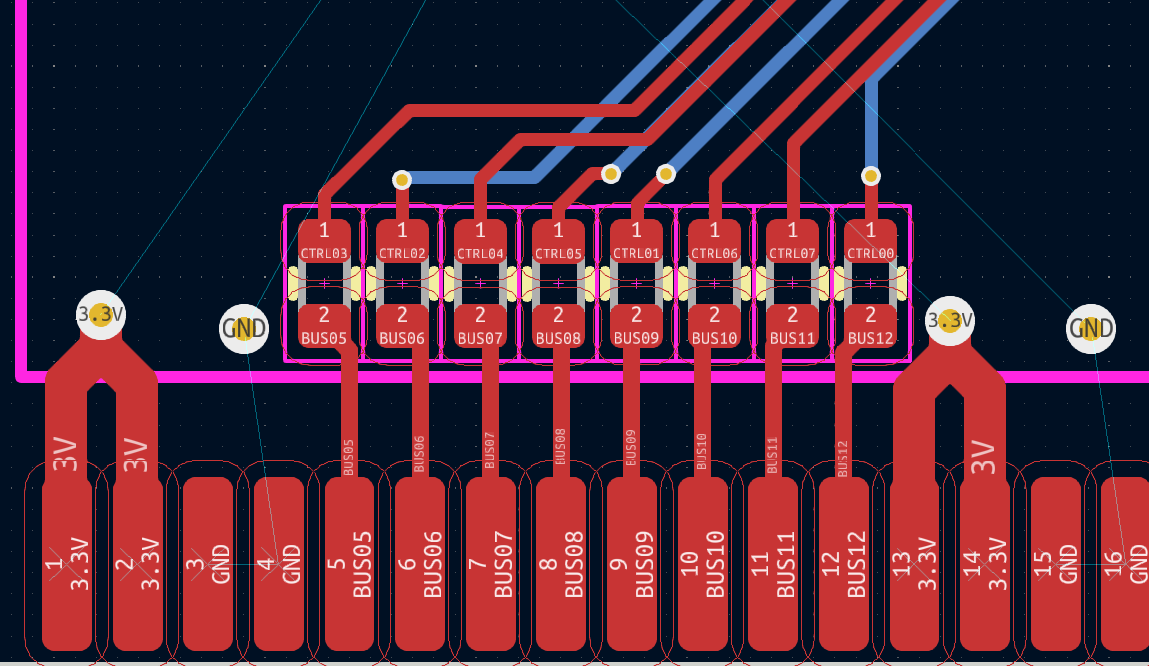 1 1 1 1 1 1 1 1
CTRL03 CTRL02 CTRL04 CTRL05 CTRL01 CTRL06 CTRL07 CTRL00
3.3V GND 2 2 2 2 2 2 2 2 3.3V GND
BUS05 BUS06 BUS07 BUS08 BUS09 BUS10 BUS11 BUS12
3V 3V BUS05 BUS06 BUS07 BUS08 BUS09 BUS10 BUS11 BUS12 3V
1 2 3 4 5 6 7 8 9 10 11 12 13 14 15 16
3.3V 3.3V GND GND BUS05 BUS06 BUS07 BUS08 BUS09 BUS10 BUS11 BUS12 3.3V 3.3V GND GND